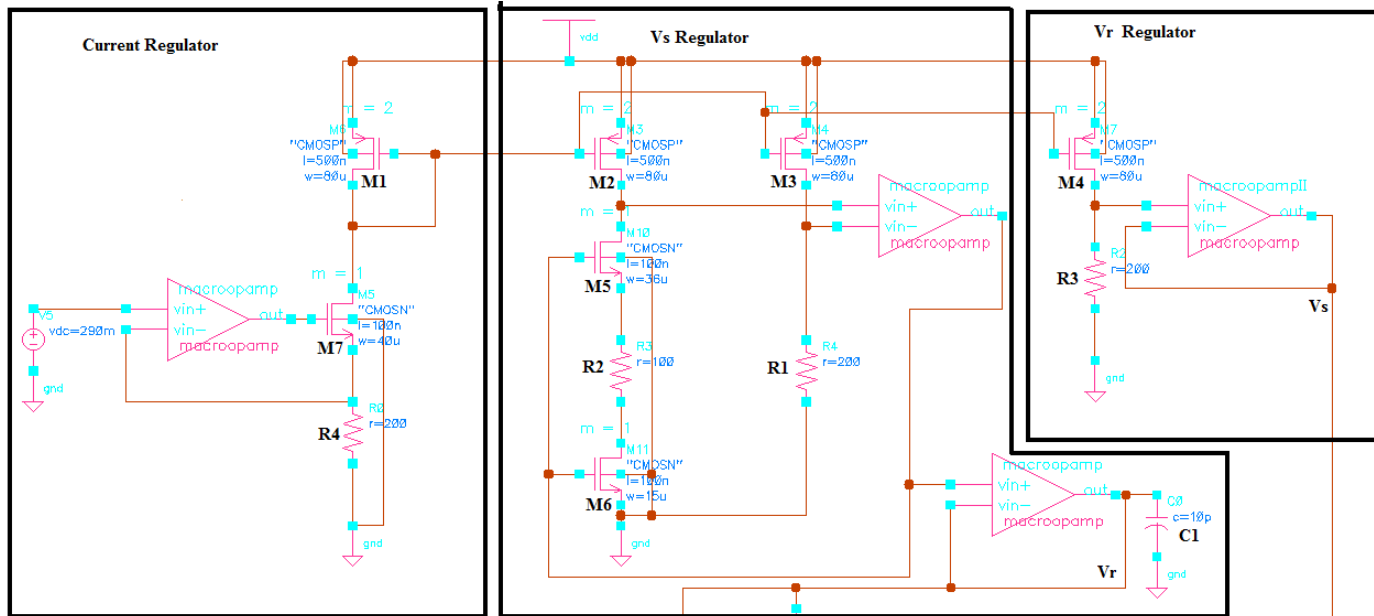 Current Regulator
Vs Regulator
Vr Regulator
vdd
m = 2
M6
"CMOSP"
l=500n
w=80u
M1
m = 2
M3
"CMOSP"
l=500n
w=80u
M2
m = 2
M4
"CMOSP"
l=500n
w=80u
M3
m = 2
M7
"CMOSP"
l=500n
w=80u
M4
macroopamp
vin+
out
vin-
macroopamp
macroopampII
vin+
out
vin-
macroopamp
m = 1
M10
"CMOSN"
l=100n
w=36u
M5
R2
r=200
R3
Vs
gnd
m = 1
M5
"CMOSN"
l=100n
w=40u
M7
macroopamp
vin+
out
vin-
macroopamp
V5
vdc=290m
gnd
R3
r=100
R2
R4
r=200
R1
R0
r=200
R4
gnd
m = 1
M11
"CMOSN"
l=100n
w=15u
M6
gnd
macroopamp
vin+
out
vin-
macroopamp
C0
c=10p
C1
gnd
Vr